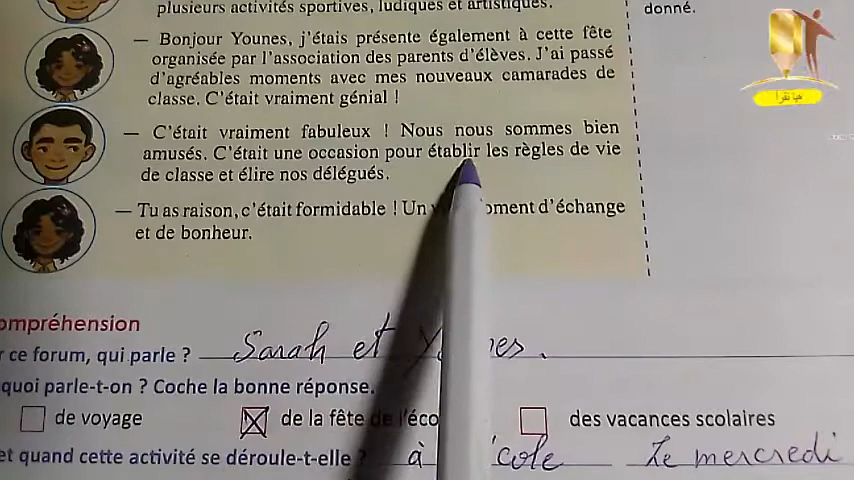 plusieurs activités sportives, ludiques et artistiques.
donné.
— Bonjour Younes, j'étais présente également à cette fête
organisée par l'association des parents d'élèves. J'ai passé
d'agréables moments avec mes nouveaux camarades de
classe. C'était vraiment génial !
— C'était vraiment fabuleux ! Nous nous sommes bien
amusés. C'était une occasion pour établir les règles de vie
de classe et élire nos délégués.
— Tu as raison, c'était formidable ! Un oment d'échange
et de bonheur.
ompréhension
r ce forum, qui parle ? Sarah et Y nes.
quoi parle-t-on ? Coche la bonne réponse.
de voyage de la fête de l'éco des vacances scolaires
et quand cette activité se déroule-t-elle ? à 'école Le mercredi
هيا نقرأ